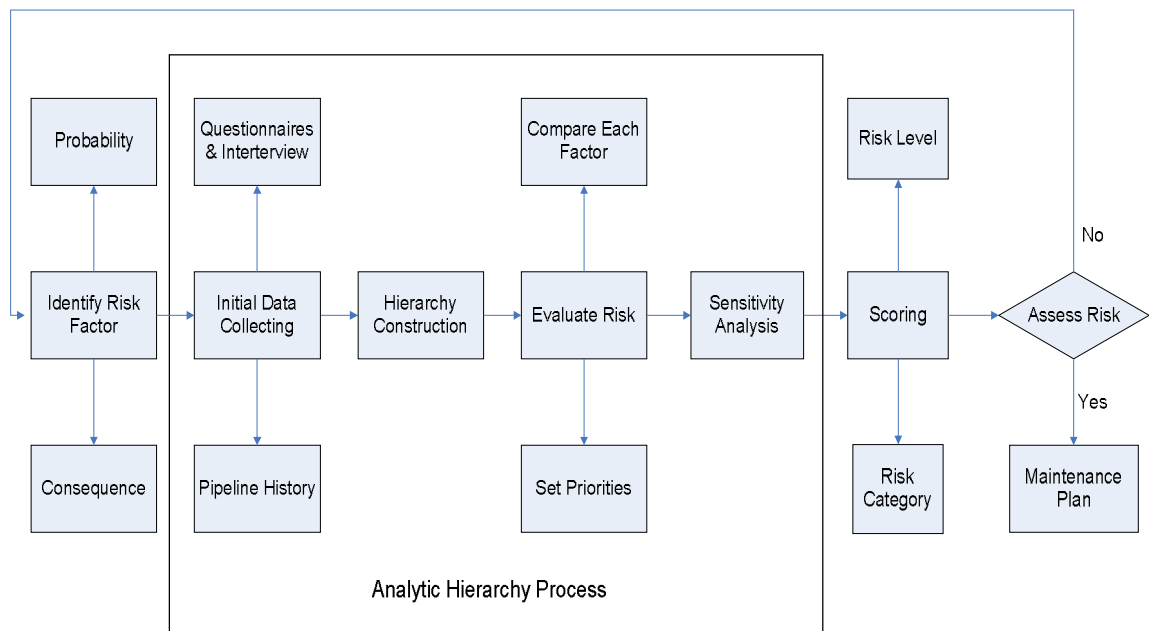 Probability
Questionnaires
& Interterview
Compare Each
Factor
Risk Level
No
Identify Risk
Factor
Initial Data
Collecting
Hierarchy
Construction
Evaluate Risk
Sensitivity
Analysis
Scoring
Assess Risk
Yes
Consequence
Pipeline History
Set Priorities
Risk
Category
Maintenance
Plan
Analytic Hierarchy Process